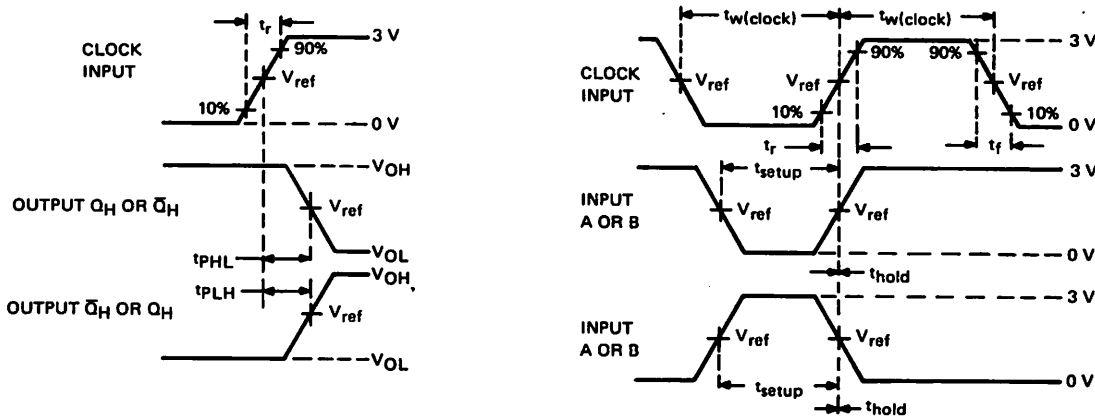 CLOCK
INPUT
tr
3 V
90%
Vref
10%
0 V
OUTPUT QH OR Q̅H
VOH
Vref
VOL
tPHL
OUTPUT Q̅H OR QH
VOH
tPLH
Vref
VOL
CLOCK
INPUT
tw(clock)
tw(clock)
3 V
90%
90%
Vref
Vref
Vref
10%
10%
0 V
tr
tf
INPUT
A OR B
tsetup
3 V
Vref
Vref
0 V
thold
INPUT
A OR B
3 V
Vref
Vref
0 V
tsetup
thold